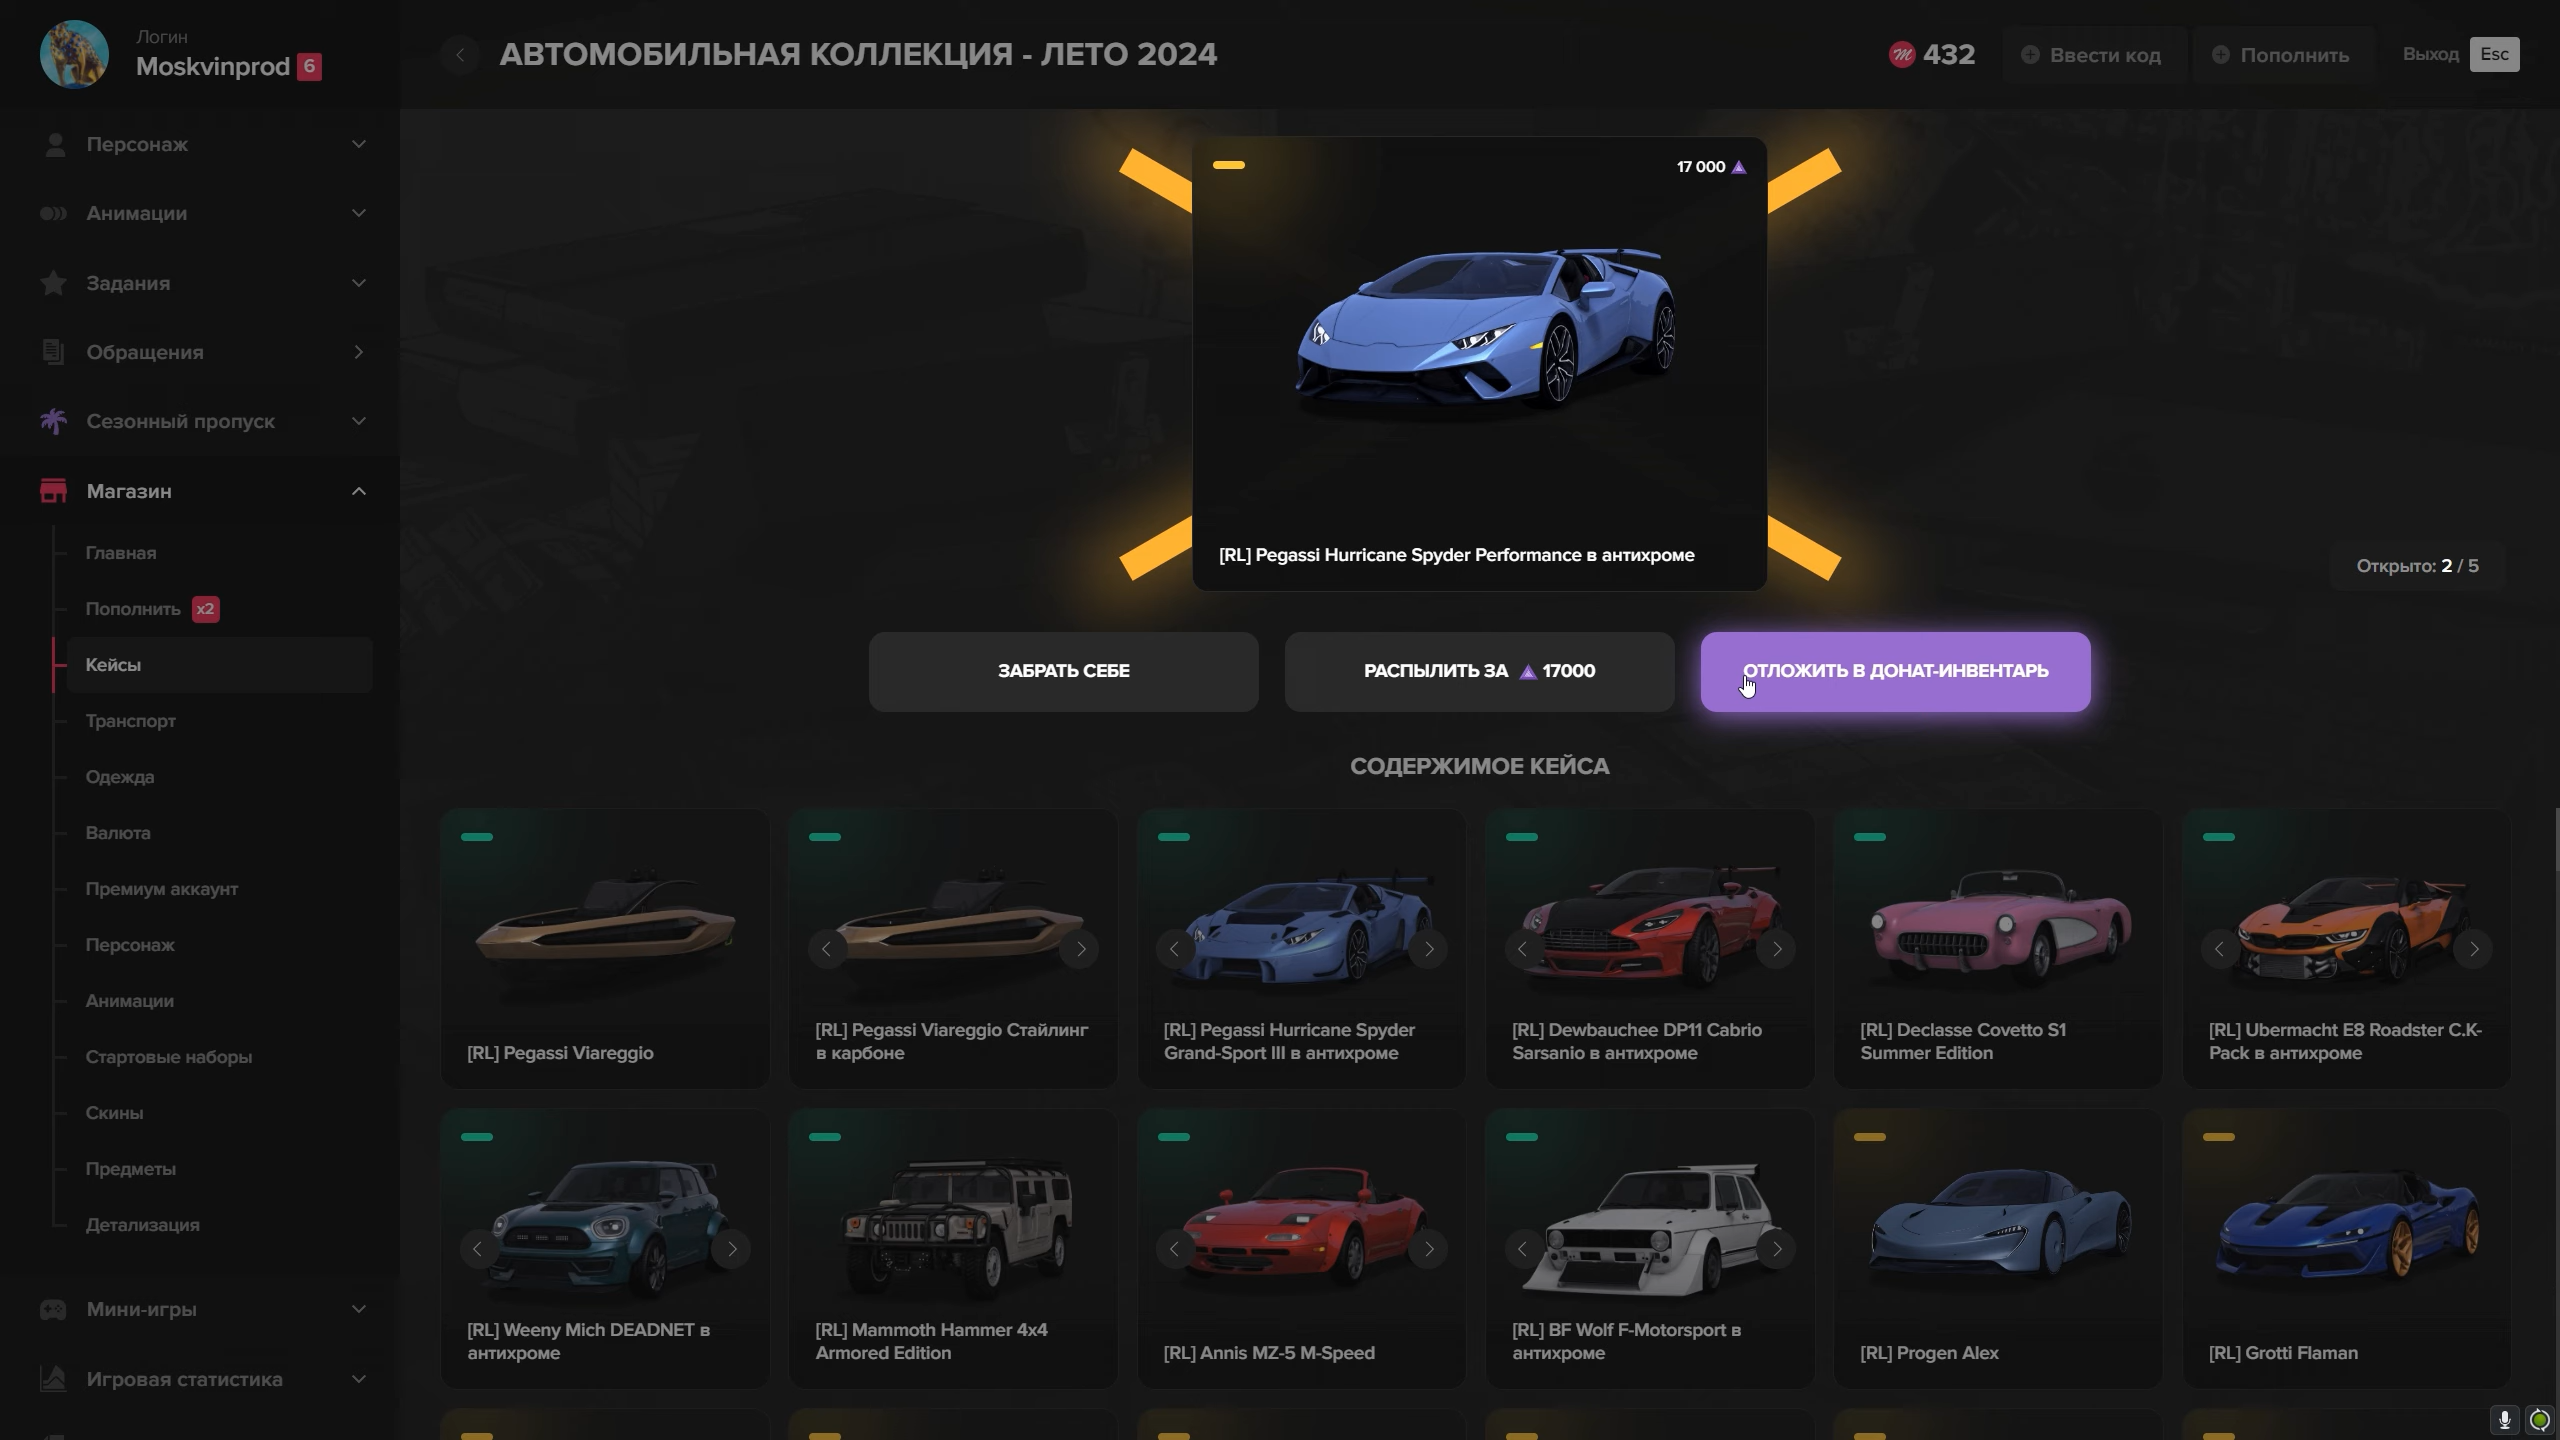 Логин
Moskvinprod 6
АВТОМОБИЛЬНАЯ КОЛЛЕКЦИЯ - ЛЕТО 2024
432
Ввести код
Пополнить
Выход Esc
Персонаж
Анимации
Задания
Обращения
Сезонный пропуск
Магазин
Главная
Пополнить x2
Кейсы
Транспорт
Одежда
Валюта
Премиум аккаунт
Персонаж
Анимации
Стартовые наборы
Скины
Предметы
Детализация
Мини-игры
Игровая статистика
17 000
[RL] Pegassi Hurricane Spyder Performance в антихроме
Открыто: 2 / 5
ЗАБРАТЬ СЕБЕ
РАСПЫЛИТЬ ЗА 17000
ОТЛОЖИТЬ В ДОНАТ-ИНВЕНТАРЬ
СОДЕРЖИМОЕ КЕЙСА
[RL] Pegassi Viareggio
[RL] Pegassi Viareggio Стайлинг
в карбоне
[RL] Pegassi Hurricane Spyder
Grand-Sport III в антихроме
[RL] Dewbauchee DP11 Cabrio
Sarsanio в антихроме
[RL] Declasse Covetto S1
Summer Edition
[RL] Ubermacht E8 Roadster C.K-
Pack в антихроме
[RL] Weeny Mich DEADNET в
антихроме
[RL] Mammoth Hammer 4x4
Armored Edition
[RL] Annis MZ-5 M-Speed
[RL] BF Wolf F-Motorsport в
антихроме
[RL] Progen Alex
[RL] Grotti Flaman